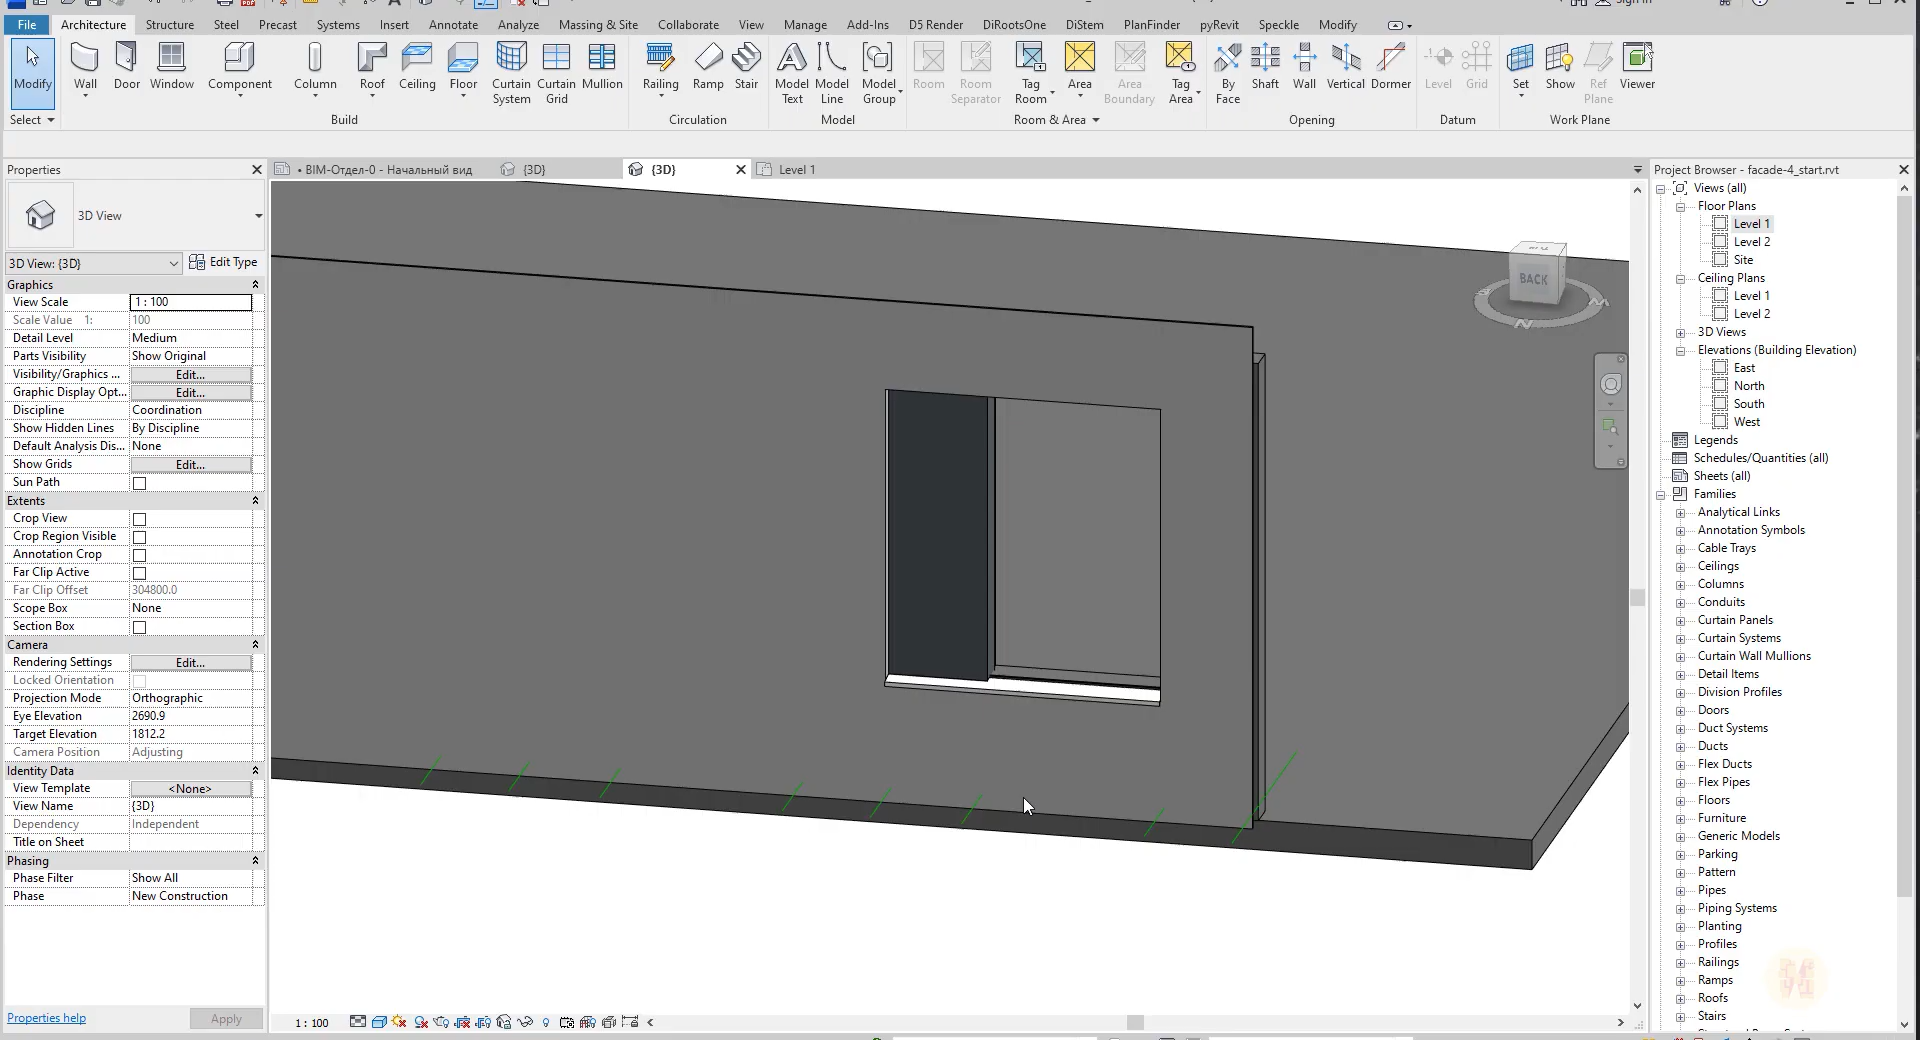 Sign In
File Architecture Structure Steel Precast Systems Insert Annotate Analyze Massing & Site Collaborate View Manage Add-Ins D5 Render DiRootsOne DiStem PlanFinder pyRevit Speckle Modify
Modify Wall Door Window Component Column Roof Ceiling Floor Curtain System Curtain Grid Mullion Railing Ramp Stair Model Text Model Line Model Group Room Room Separator Tag Room Area Area Boundary Tag Area By Face Shaft Wall Vertical Dormer Level Grid Set Show Ref Plane Viewer
Select Build Circulation Model Room & Area Opening Datum Work Plane
Properties
3D View
3D View: {3D}
Edit Type
Graphics
View Scale 1 : 100
Scale Value 1: 100
Detail Level Medium
Parts Visibility Show Original
Visibility/Graphics ... Edit...
Graphic Display Opt... Edit...
Discipline Coordination
Show Hidden Lines By Discipline
Default Analysis Dis... None
Show Grids Edit...
Sun Path
Extents
Crop View
Crop Region Visible
Annotation Crop
Far Clip Active
Far Clip Offset 304800.0
Scope Box None
Section Box
Camera
Rendering Settings Edit...
Locked Orientation
Projection Mode Orthographic
Eye Elevation 2690.9
Target Elevation 1812.2
Camera Position Adjusting
Identity Data
View Template <None>
View Name {3D}
Dependency Independent
Title on Sheet
Phasing
Phase Filter Show All
Phase New Construction
Properties help
Apply
• BIM-Отдел-0 - Начальный вид
{3D}
{3D}
Level 1
BACK
1 : 100
Project Browser - facade-4_start.rvt
Views (all)
Floor Plans
Level 1
Level 2
Site
Ceiling Plans
Level 1
Level 2
3D Views
Elevations (Building Elevation)
East
North
South
West
Legends
Schedules/Quantities (all)
Sheets (all)
Families
Analytical Links
Annotation Symbols
Cable Trays
Ceilings
Columns
Conduits
Curtain Panels
Curtain Systems
Curtain Wall Mullions
Detail Items
Division Profiles
Doors
Duct Systems
Ducts
Flex Ducts
Flex Pipes
Floors
Furniture
Generic Models
Parking
Pattern
Pipes
Piping Systems
Planting
Profiles
Railings
Ramps
Roofs
Stairs